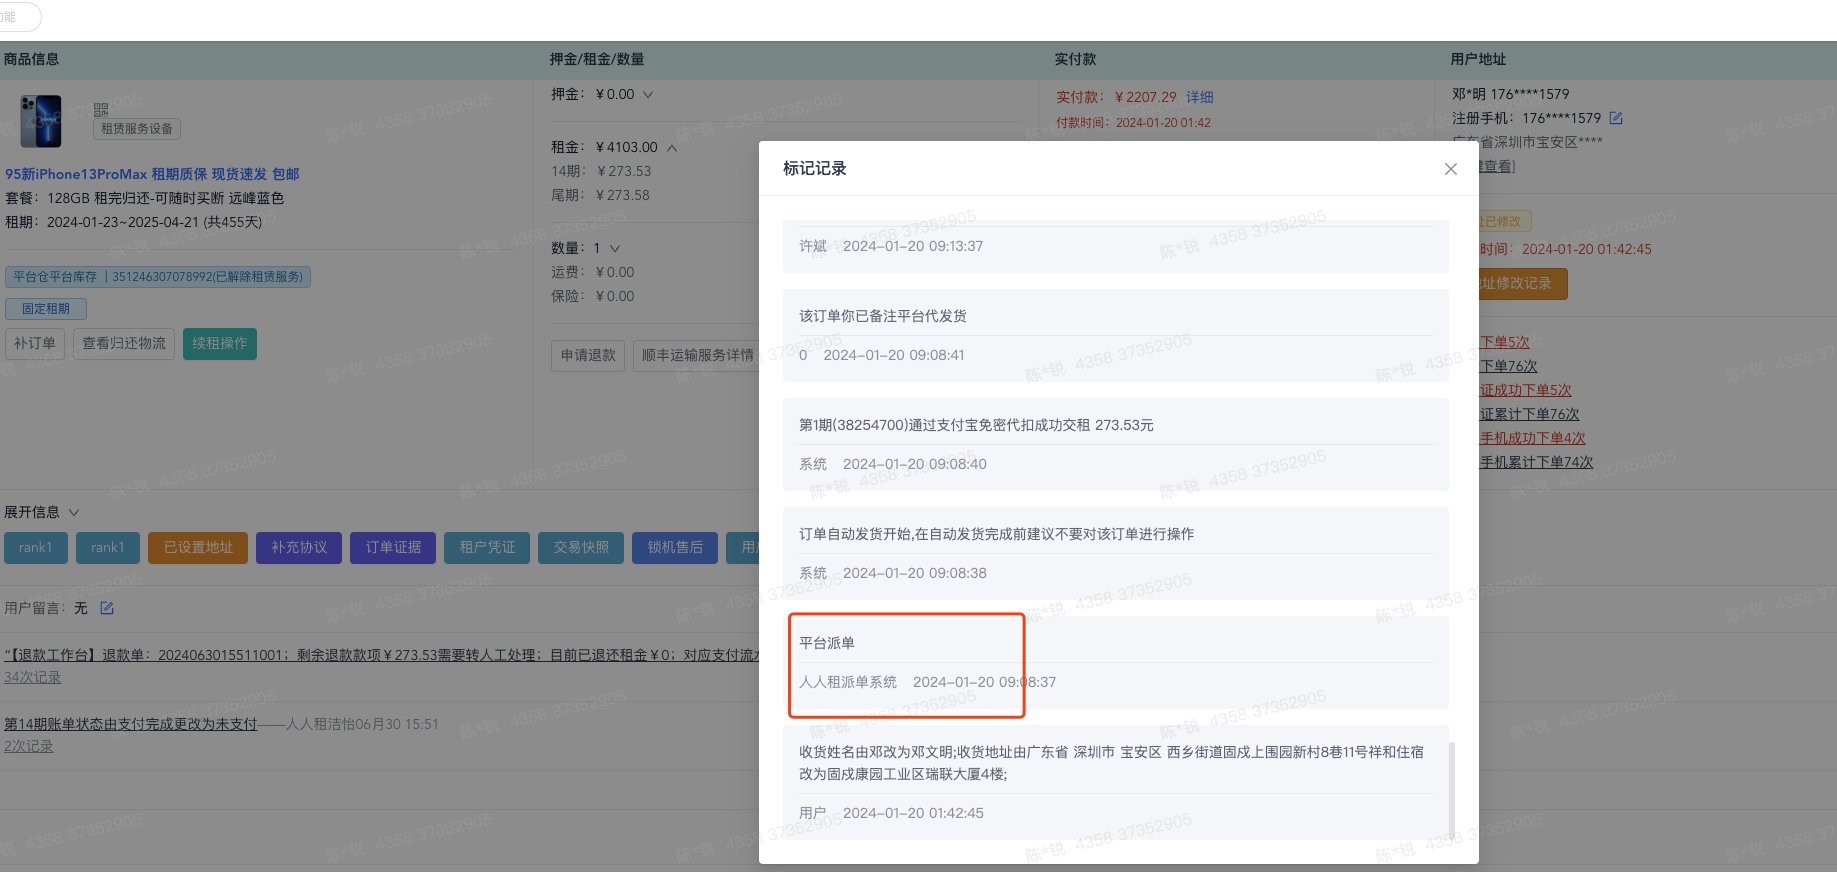 功能
商品信息
押金/租金/数量
实付款
用户地址
租赁服务设备
95新iPhone13ProMax 租期质保 现货速发 包邮
套餐：128GB 租完归还-可随时买断 远峰蓝色
租期：2024-01-23~2025-04-21 (共455天)
平台仓平台库存 | 351246307078992(已解除租赁服务)
固定租期
补订单
查看归还物流
续租操作
押金：￥0.00
租金：￥4103.00
14期：￥273.53
尾期：￥273.58
数量：1
运费：￥0.00
保险：￥0.00
申请退款
顺丰运输服务详情
实付款：￥2207.29 详细
付款时间：2024-01-20 01:42
邓*明 176****1579
注册手机：176****1579
广东省深圳市宝安区****
查看]
已修改
时间：2024-01-20 01:42:45
址修改记录
下单5次
下单76次
证成功下单5次
证累计下单76次
手机成功下单4次
手机累计下单74次
展开信息
rank1
rank1
已设置地址
补充协议
订单证据
租户凭证
交易快照
锁机售后
用户留言：无
“【退款工作台】退款单：2024063015511001；剩余退款款项￥273.53需要转人工处理；目前已退还租金￥0；对应支付流水
34次记录
第14期账单状态由支付完成更改为未支付——人人租洁怡06月30 15:51
2次记录
标记记录
许斌 2024-01-20 09:13:37
该订单你已备注平台代发货
0 2024-01-20 09:08:41
第1期(38254700)通过支付宝免密代扣成功交租 273.53元
系统 2024-01-20 09:08:40
订单自动发货开始,在自动发货完成前建议不要对该订单进行操作
系统 2024-01-20 09:08:38
平台派单
人人租派单系统 2024-01-20 09:08:37
收货姓名由邓改为邓文明;收货地址由广东省 深圳市 宝安区 西乡街道固戍上围园新村8巷11号祥和住宿
改为固戍康园工业区瑞联大厦4楼;
用户 2024-01-20 01:42:45
陈*锐 4358 37352905